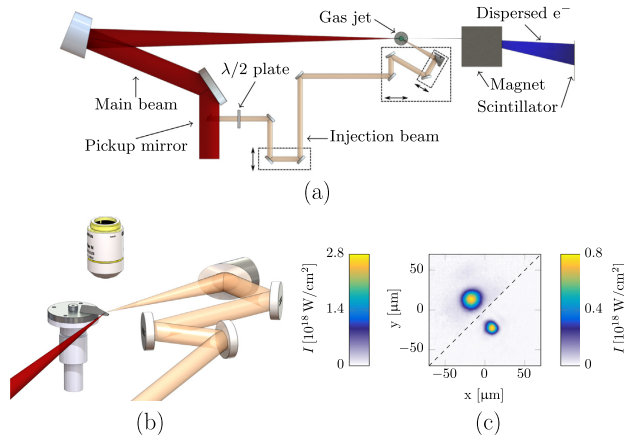 Gas jet
Dispersed e⁻
λ/2 plate
Main beam
Magnet
Scintillator
Pickup mirror
Injection beam
(a)
2.8
1.4
0
I [10¹⁸ W/cm²]
50
0
−50
y [µm]
−50
0
50
x [µm]
0.8
0.4
0
I [10¹⁸ W/cm²]
(b)
(c)